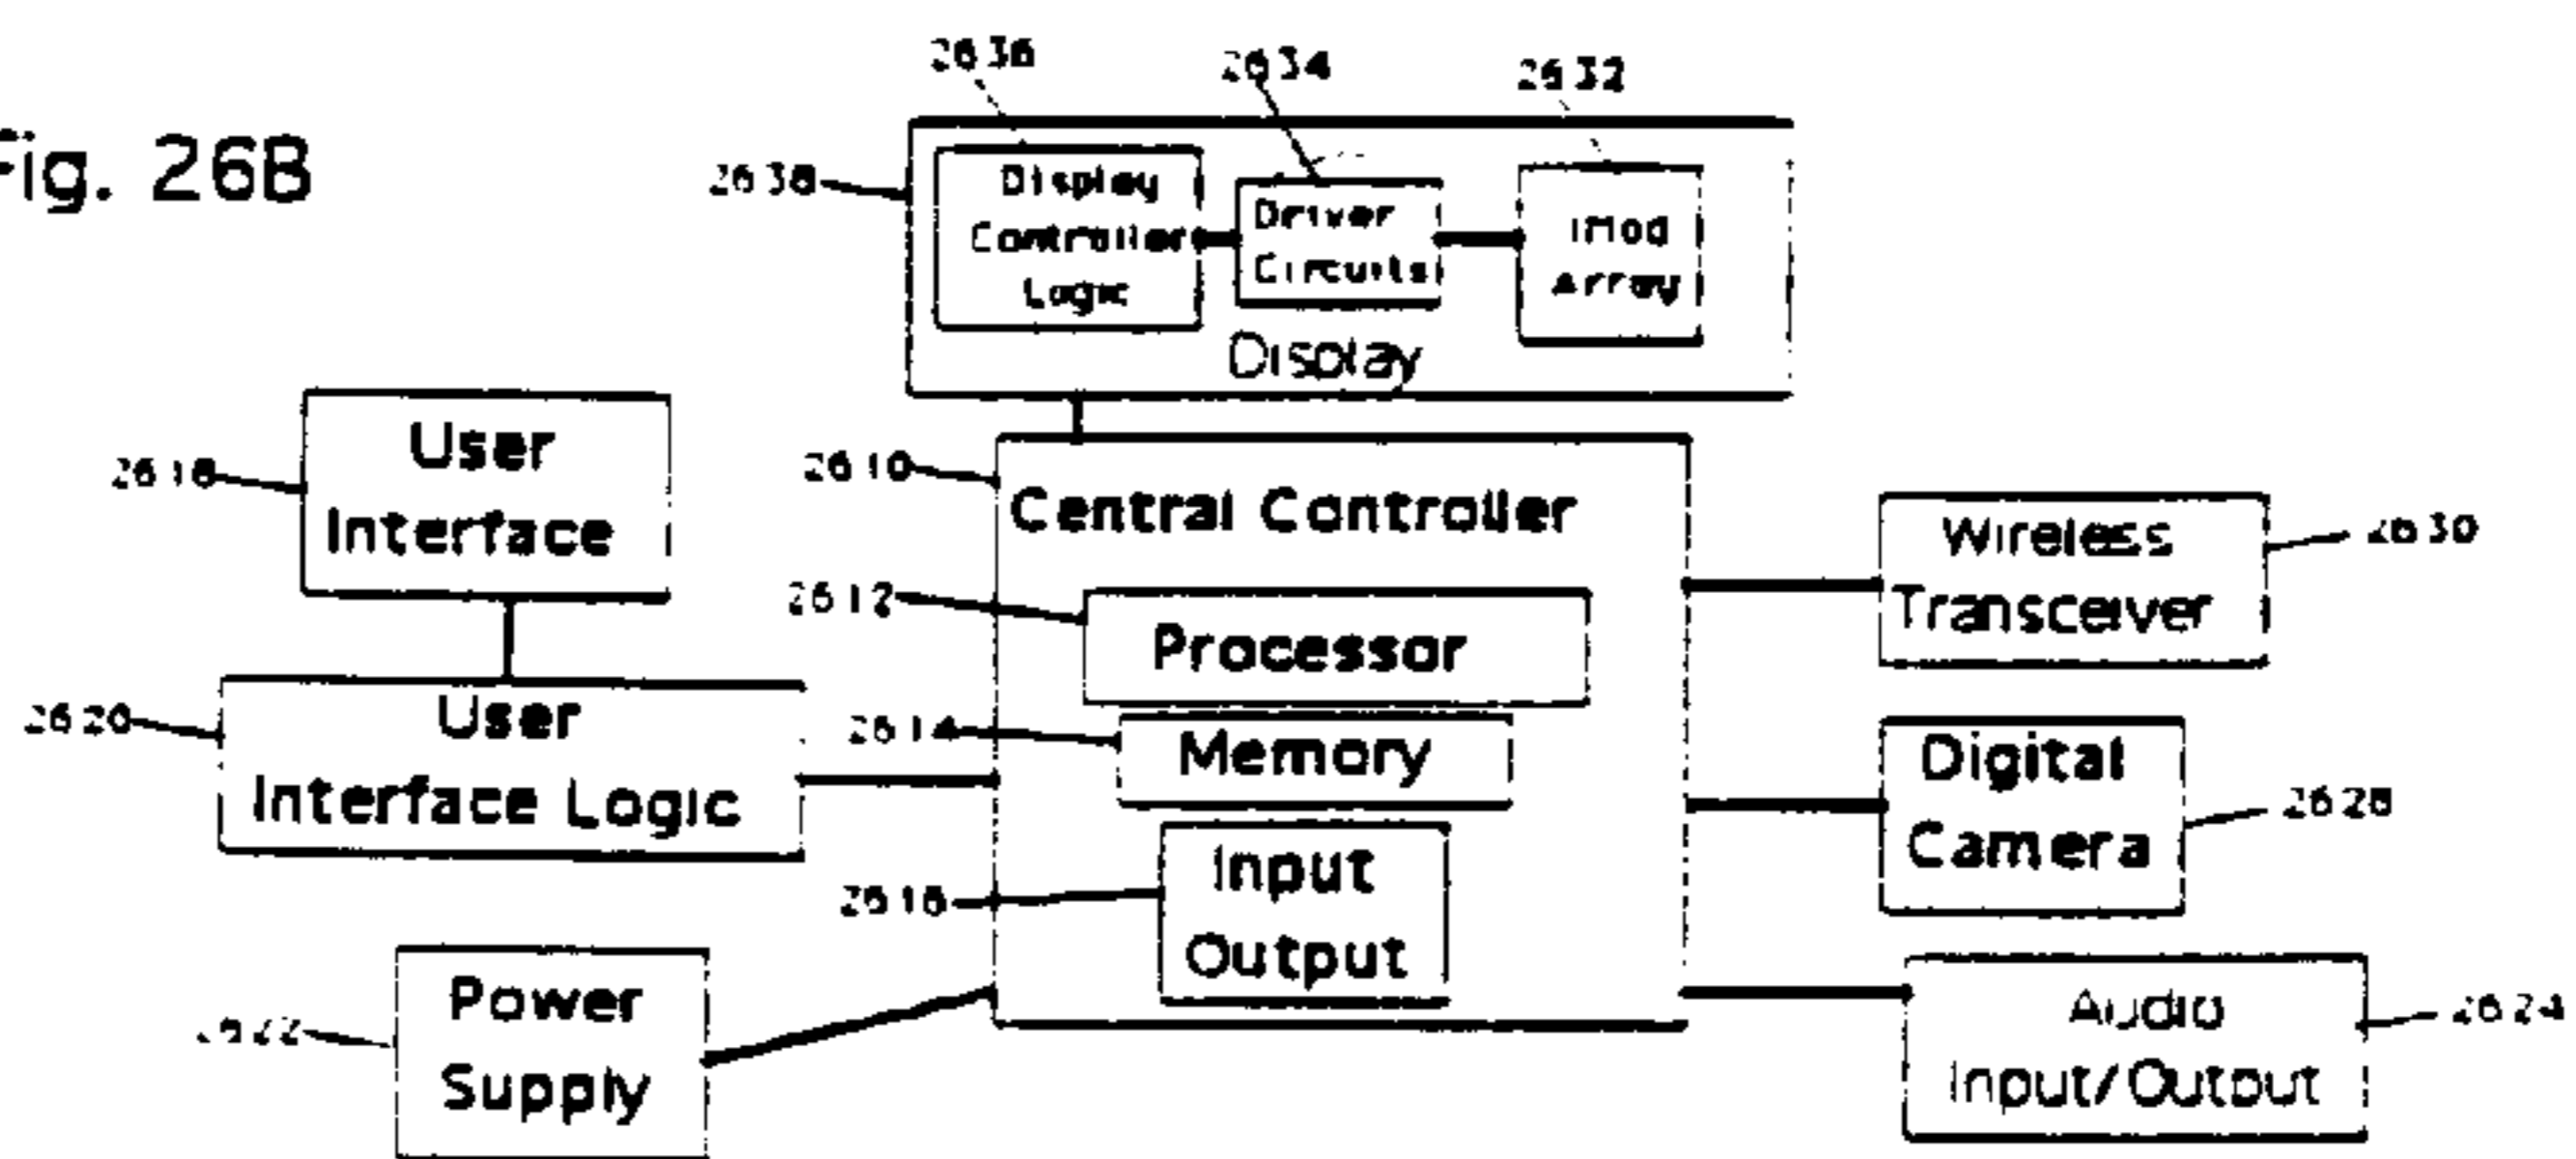 2636
2634
2632
Fig. 26B
2638
Display
Controller
Logic
Driver
Circuits
IMod
Array
Display
User
Interface
2618
2610
Central Controller
Wireless
Transceiver
2630
2612
Processor
User
Interface Logic
2620
2614
Memory
Digital
Camera
2628
Input
Output
2616
Power
Supply
2622
Audio
Input/Output
2624